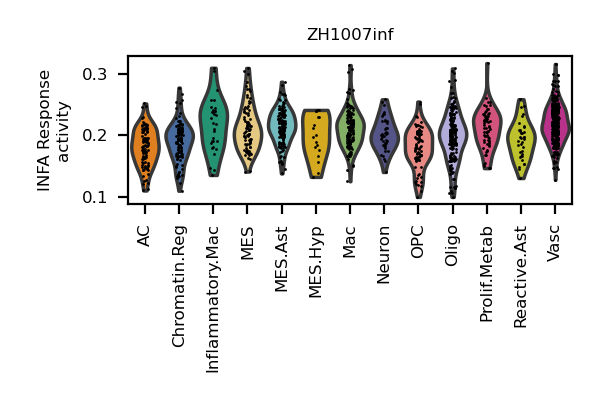 ZH1007inf
INFA Response
activity
0.3
0.2
0.1
AC
Chromatin.Reg
Inflammatory.Mac
MES
MES.Ast
MES.Hyp
Mac
Neuron
OPC
Oligo
Prolif.Metab
Reactive.Ast
Vasc